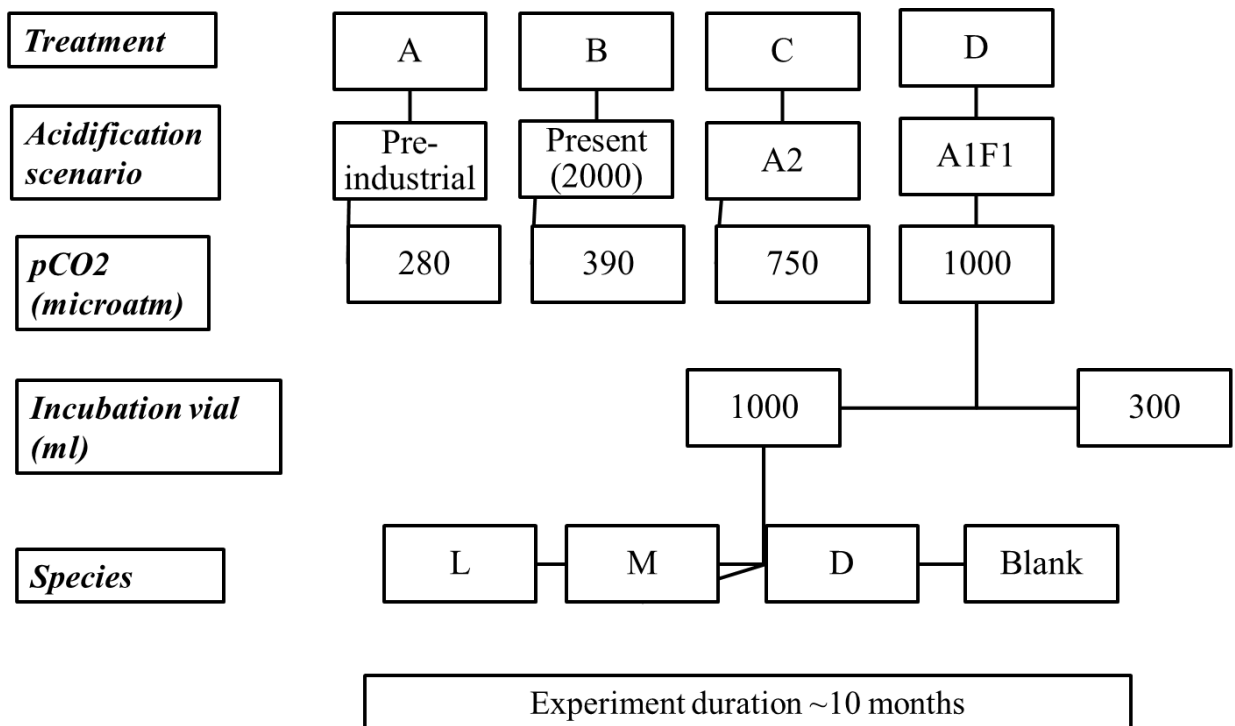 Treatment
A
B
C
D
Acidification
scenario
Pre-
industrial
Present
(2000)
A2
A1F1
pCO2
(microatm)
280
390
750
1000
Incubation vial
(ml)
1000
300
Species
L
M
D
Blank
Experiment duration ~10 months